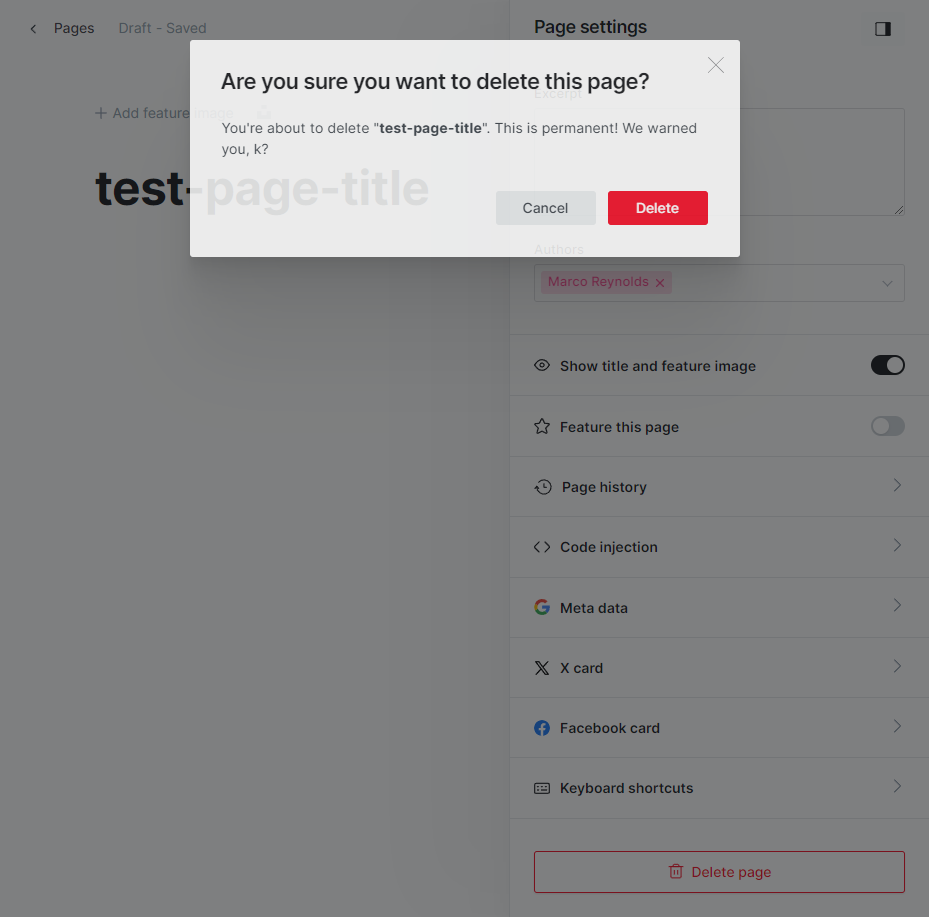 Pages
Draft - Saved
Page settings
Are you sure you want to delete this page?
Excerpt
+ Add feature image
You're about to delete "test-page-title". This is permanent! We warned
you, k?
test-page-title
Cancel
Delete
Authors
Marco Reynolds
Show title and feature image
Feature this page
Page history
Code injection
Meta data
X card
Facebook card
Keyboard shortcuts
Delete page